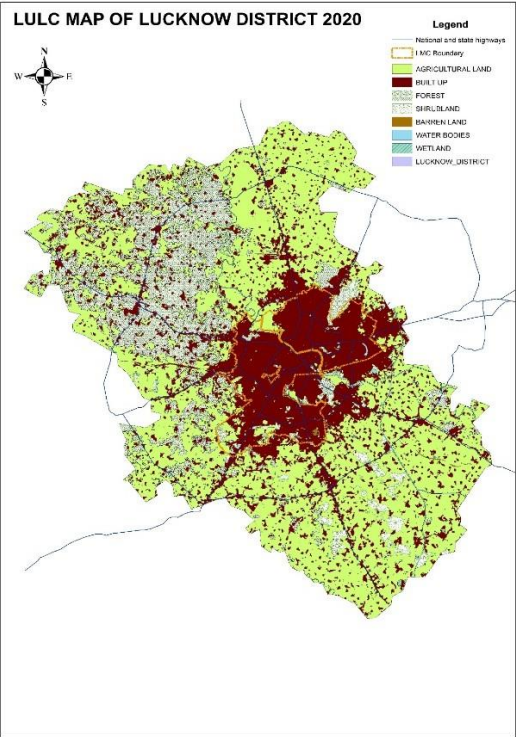 LULC MAP OF LUCKNOW DISTRICT 2020
N
W
E
S
Legend
National and state highways
LMC Boundary
AGRICULTURAL LAND
BUILT UP
FOREST
SHRUBLAND
BARREN LAND
WATER BODIES
WETLAND
LUCKNOW_DISTRICT